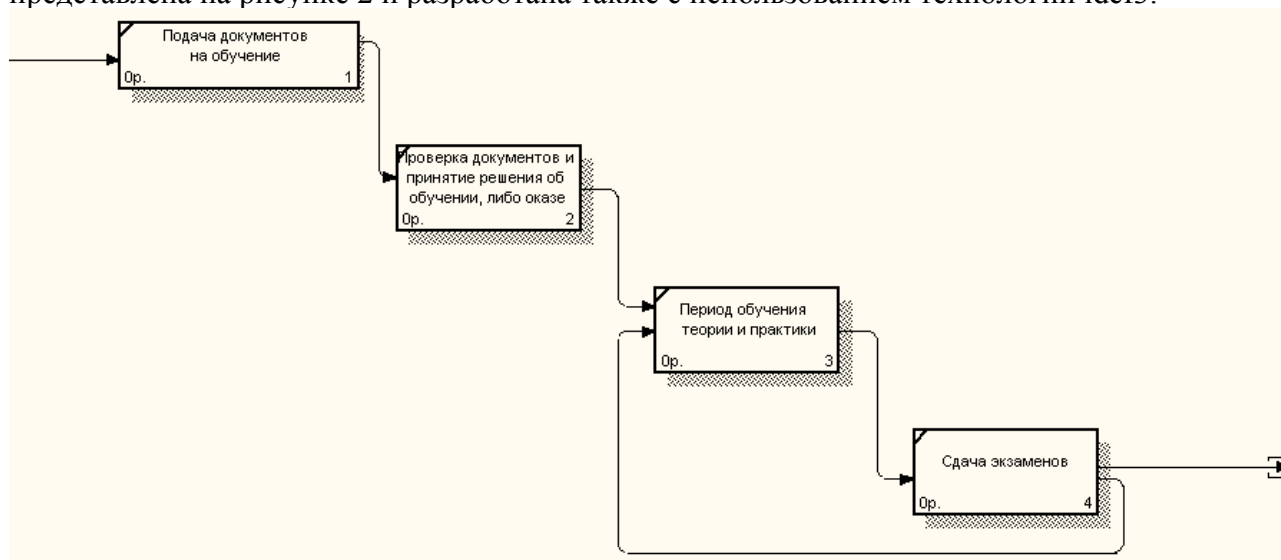 представлена на рисунке 2 и разработана также с использованием технологии idef3.
Подача документов
на обучение
0р. 1
Проверка документов и
принятие решения об
обучении, либо оказе
0р. 2
Период обучения
теории и практики
0р. 3
Сдача экзаменов
0р. 4